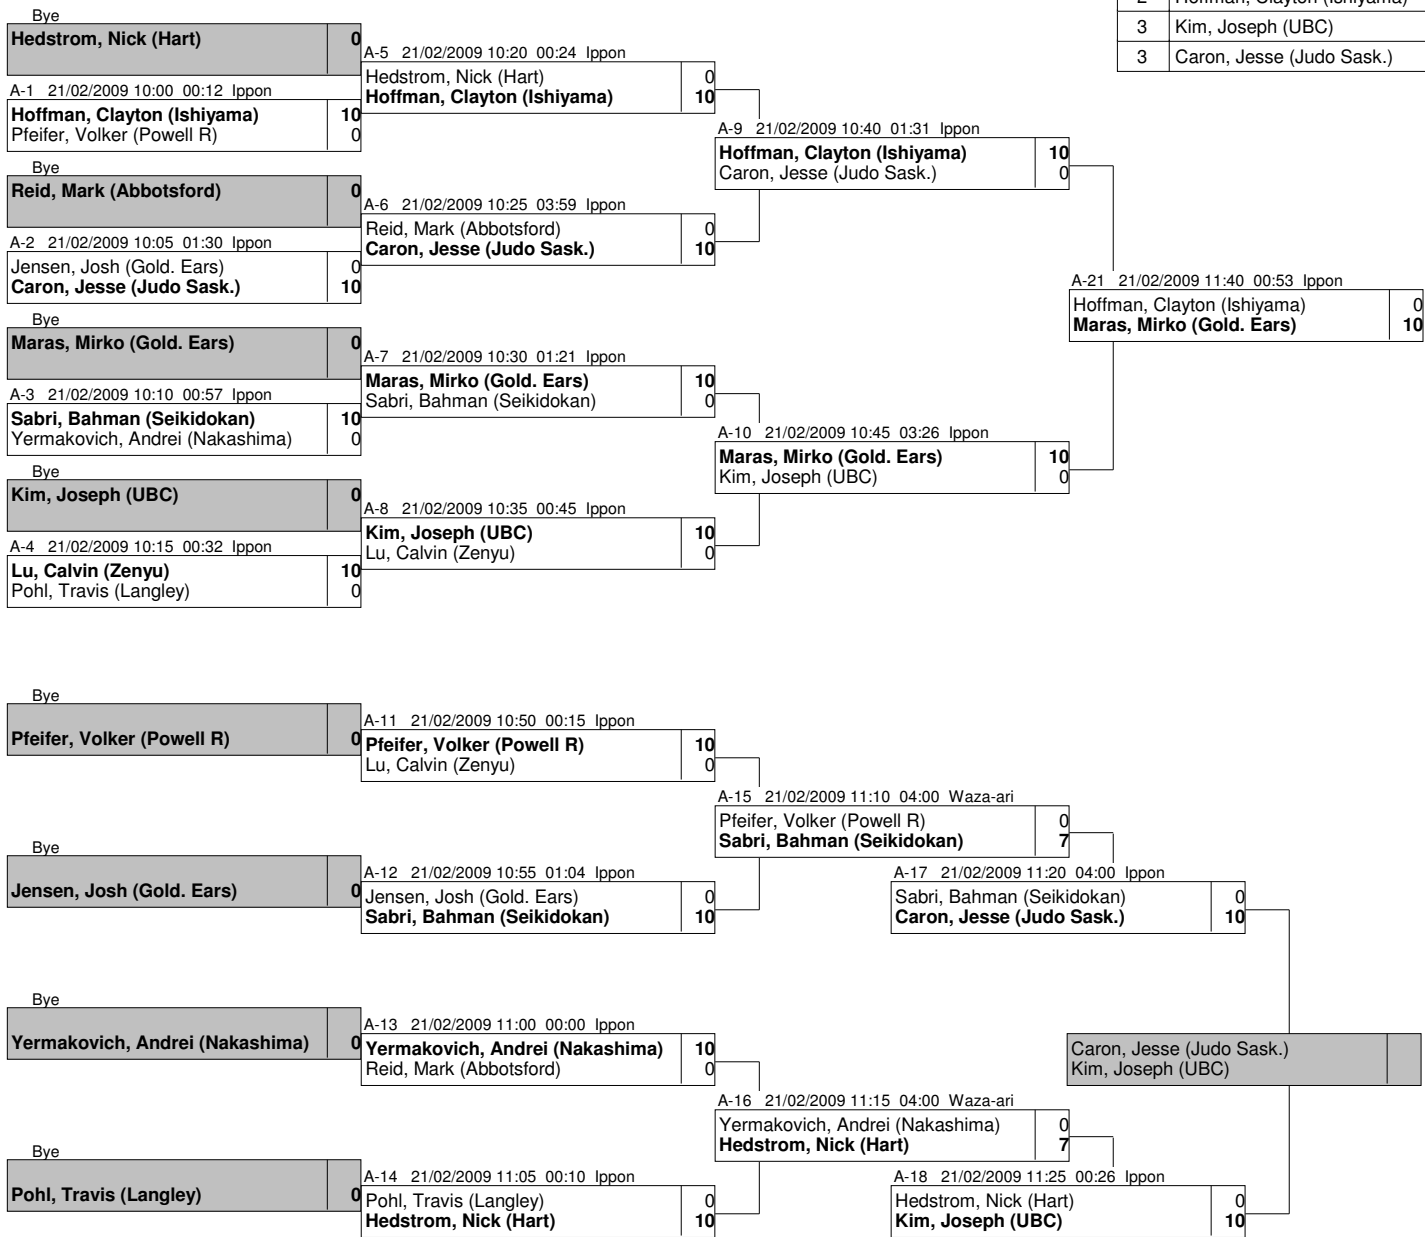 2 Hoffman, Clayton (Ishiyama)
3 Kim, Joseph (UBC)
3 Caron, Jesse (Judo Sask.)
Bye
Hedstrom, Nick (Hart) 0
A-1 21/02/2009 10:00 00:12 Ippon
Hoffman, Clayton (Ishiyama) 10
Pfeifer, Volker (Powell R) 0
Bye
Reid, Mark (Abbotsford) 0
A-2 21/02/2009 10:05 01:30 Ippon
Jensen, Josh (Gold. Ears) 0
Caron, Jesse (Judo Sask.) 10
Bye
Maras, Mirko (Gold. Ears) 0
A-3 21/02/2009 10:10 00:57 Ippon
Sabri, Bahman (Seikidokan) 10
Yermakovich, Andrei (Nakashima) 0
Bye
Kim, Joseph (UBC) 0
A-4 21/02/2009 10:15 00:32 Ippon
Lu, Calvin (Zenyu) 10
Pohl, Travis (Langley) 0
A-5 21/02/2009 10:20 00:24 Ippon
Hedstrom, Nick (Hart) 0
Hoffman, Clayton (Ishiyama) 10
A-6 21/02/2009 10:25 03:59 Ippon
Reid, Mark (Abbotsford) 0
Caron, Jesse (Judo Sask.) 10
A-7 21/02/2009 10:30 01:21 Ippon
Maras, Mirko (Gold. Ears) 10
Sabri, Bahman (Seikidokan) 0
A-8 21/02/2009 10:35 00:45 Ippon
Kim, Joseph (UBC) 10
Lu, Calvin (Zenyu) 0
A-9 21/02/2009 10:40 01:31 Ippon
Hoffman, Clayton (Ishiyama) 10
Caron, Jesse (Judo Sask.) 0
A-10 21/02/2009 10:45 03:26 Ippon
Maras, Mirko (Gold. Ears) 10
Kim, Joseph (UBC) 0
A-21 21/02/2009 11:40 00:53 Ippon
Hoffman, Clayton (Ishiyama) 0
Maras, Mirko (Gold. Ears) 10
Bye
Pfeifer, Volker (Powell R) 0
Bye
Jensen, Josh (Gold. Ears) 0
Bye
Yermakovich, Andrei (Nakashima) 0
Bye
Pohl, Travis (Langley) 0
A-11 21/02/2009 10:50 00:15 Ippon
Pfeifer, Volker (Powell R) 10
Lu, Calvin (Zenyu) 0
A-12 21/02/2009 10:55 01:04 Ippon
Jensen, Josh (Gold. Ears) 0
Sabri, Bahman (Seikidokan) 10
A-13 21/02/2009 11:00 00:00 Ippon
Yermakovich, Andrei (Nakashima) 10
Reid, Mark (Abbotsford) 0
A-14 21/02/2009 11:05 00:10 Ippon
Pohl, Travis (Langley) 0
Hedstrom, Nick (Hart) 10
A-15 21/02/2009 11:10 04:00 Waza-ari
Pfeifer, Volker (Powell R) 0
Sabri, Bahman (Seikidokan) 7
A-16 21/02/2009 11:15 04:00 Waza-ari
Yermakovich, Andrei (Nakashima) 0
Hedstrom, Nick (Hart) 7
A-17 21/02/2009 11:20 04:00 Ippon
Sabri, Bahman (Seikidokan) 0
Caron, Jesse (Judo Sask.) 10
A-18 21/02/2009 11:25 00:26 Ippon
Hedstrom, Nick (Hart) 0
Kim, Joseph (UBC) 10
Caron, Jesse (Judo Sask.)
Kim, Joseph (UBC)